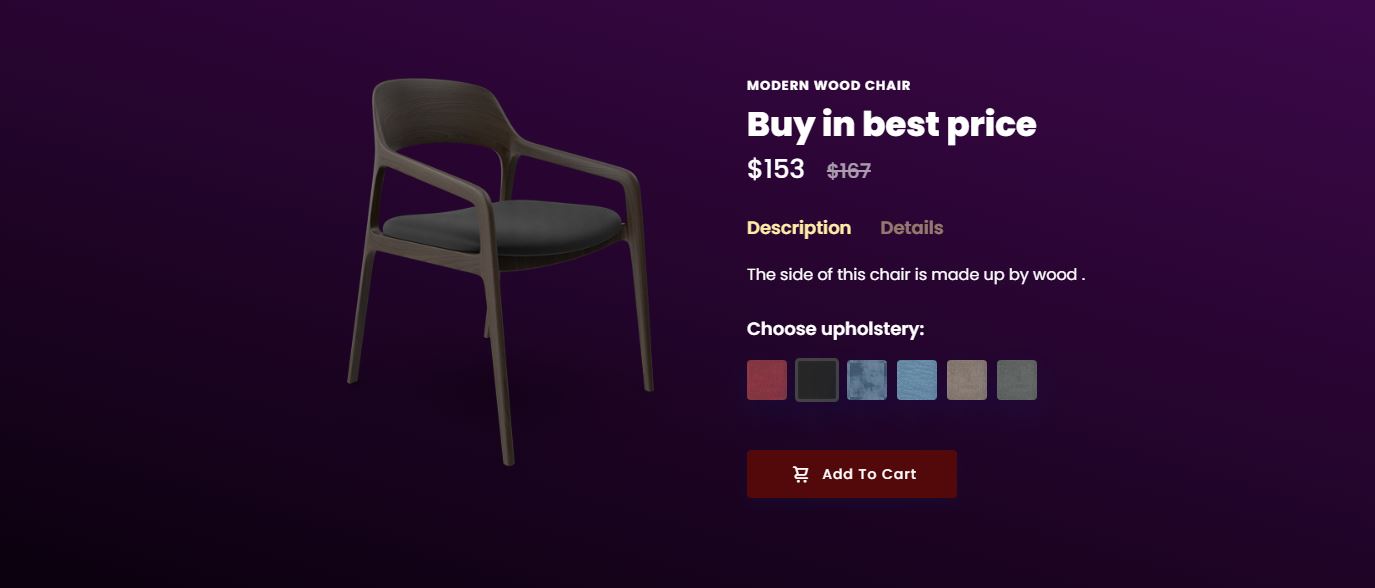 MODERN WOOD CHAIR
Buy in best price
$153 $167
Description Details
The side of this chair is made up by wood .
Choose upholstery:
Add To Cart